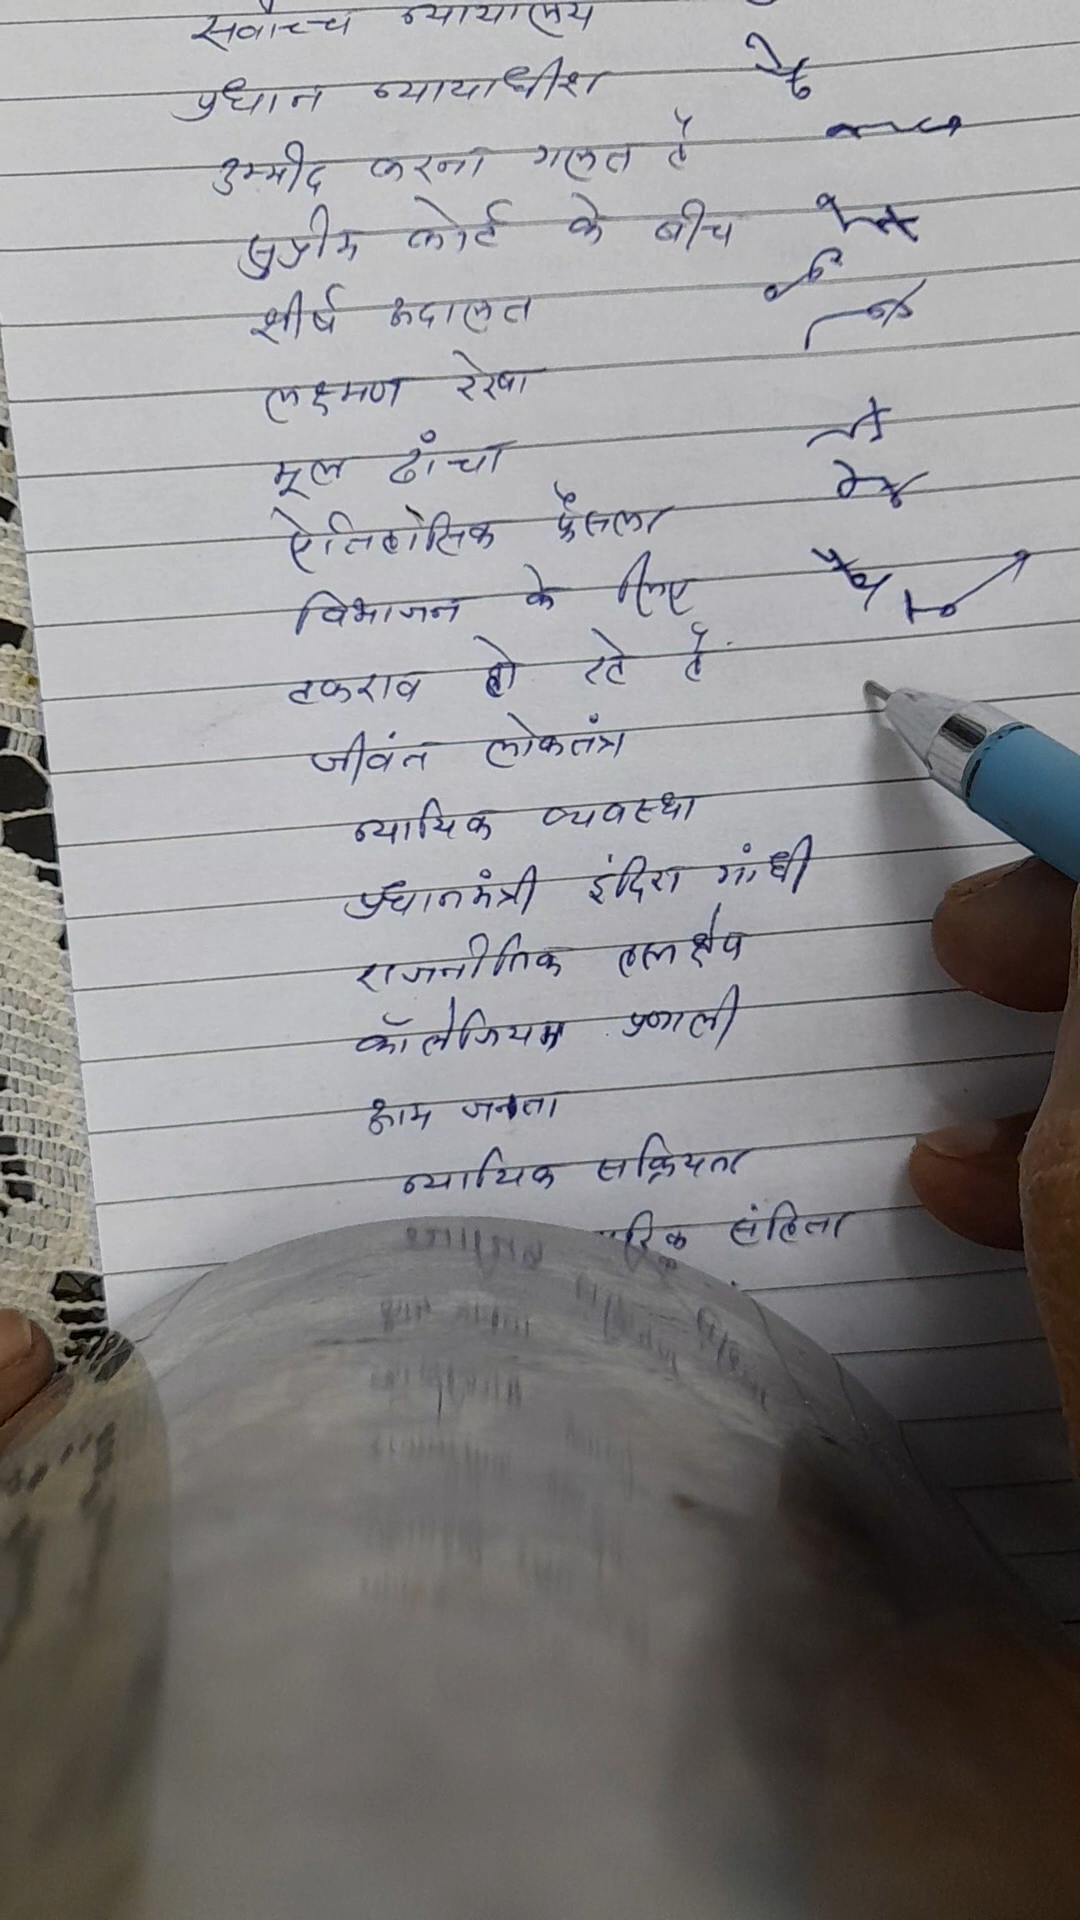 सर्वोच्च न्यायालय
प्रधान न्यायाधीश
उम्मीद करना गलत है
सुप्रीम कोर्ट के बीच
शीर्ष अदालत
लक्ष्मण रेखा
मूल ढांचा
ऐतिहासिक फैसला
विभाजन के लिए
टकराव हो रहे हैं
जीवंत लोकतंत्र
न्यायिक व्यवस्था
प्रधानमंत्री इंदिरा गांधी
राजनीतिक हस्तक्षेप
कॉलेजियम प्रणाली
आम जनता
न्यायिक सक्रियता
संहिता